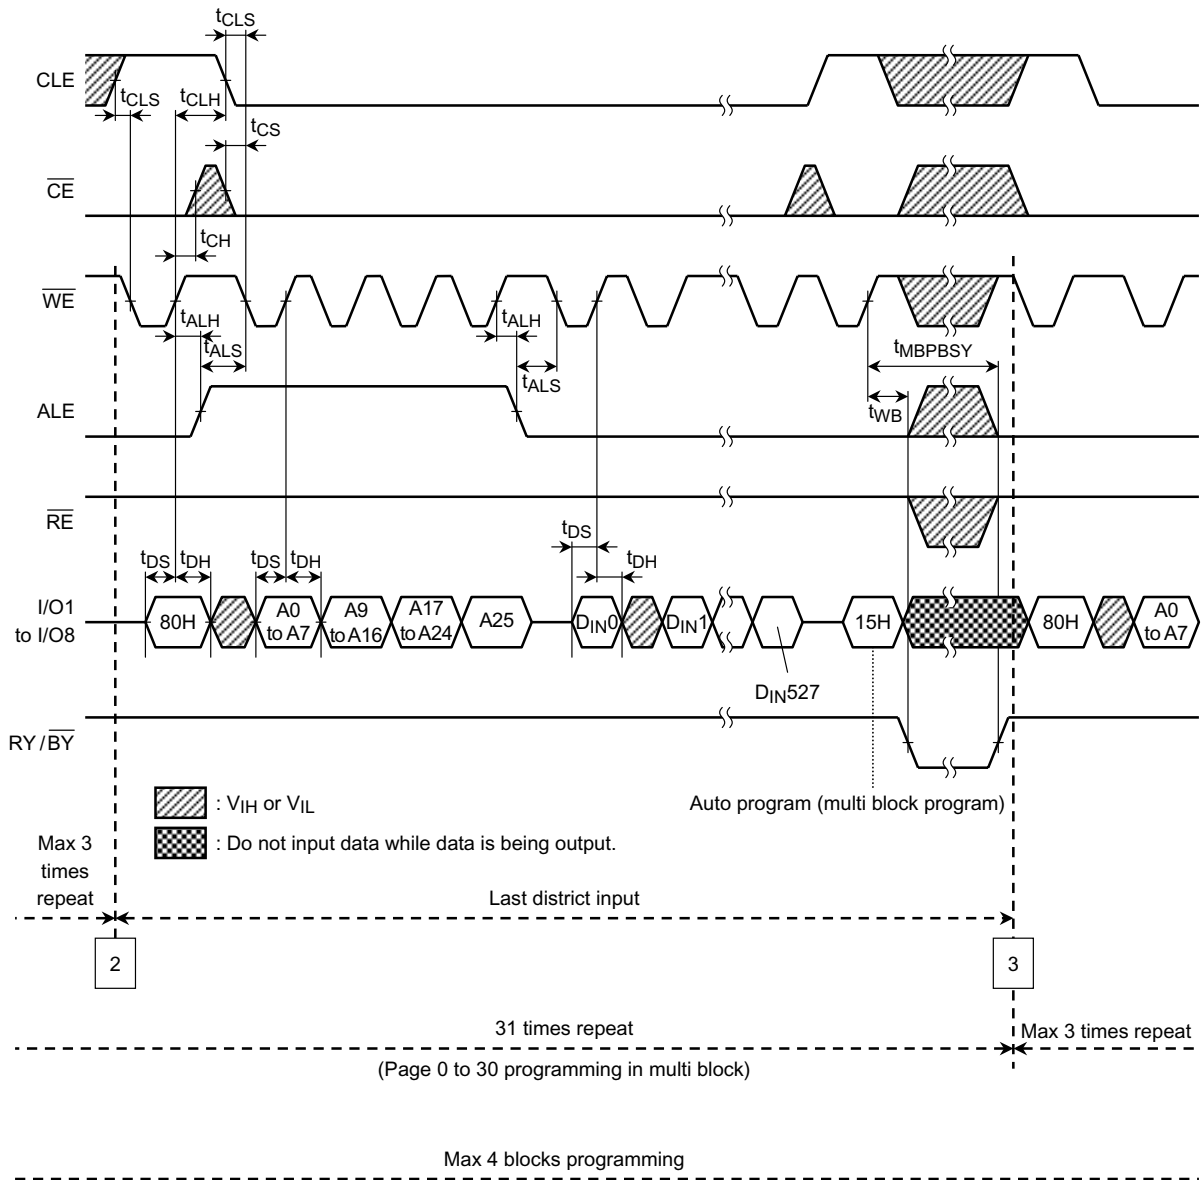 tCLS
CLE
tCLS
tCLH
tCS
CE
tCH
WE
tALH
tALH
tALS
tMBPBSY
tALS
tWB
ALE
RE
tDS
tDS
tDH
tDS
tDH
tDH
I/O1
to I/O8
80H
A0
to A7
A9
to A16
A17
to A24
A25
DIN0
DIN1
15H
80H
A0
to A7
DIN527
RY/BY
: VIH or VIL
Auto program (multi block program)
: Do not input data while data is being output.
Max 3
times
repeat
Last district input
2
3
31 times repeat
Max 3 times repeat
(Page 0 to 30 programming in multi block)
Max 4 blocks programming